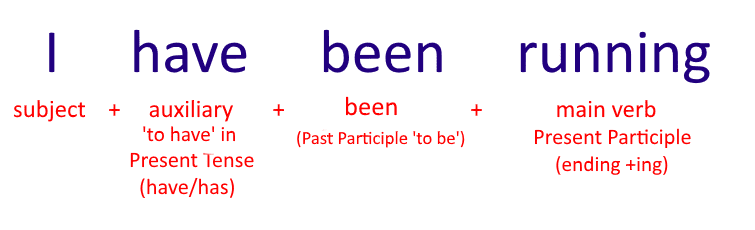 I have been running
subject + auxiliary + been + main verb
'to have' in (Past Participle 'to be') Present Participle
Present Tense (ending +ing)
(have/has)